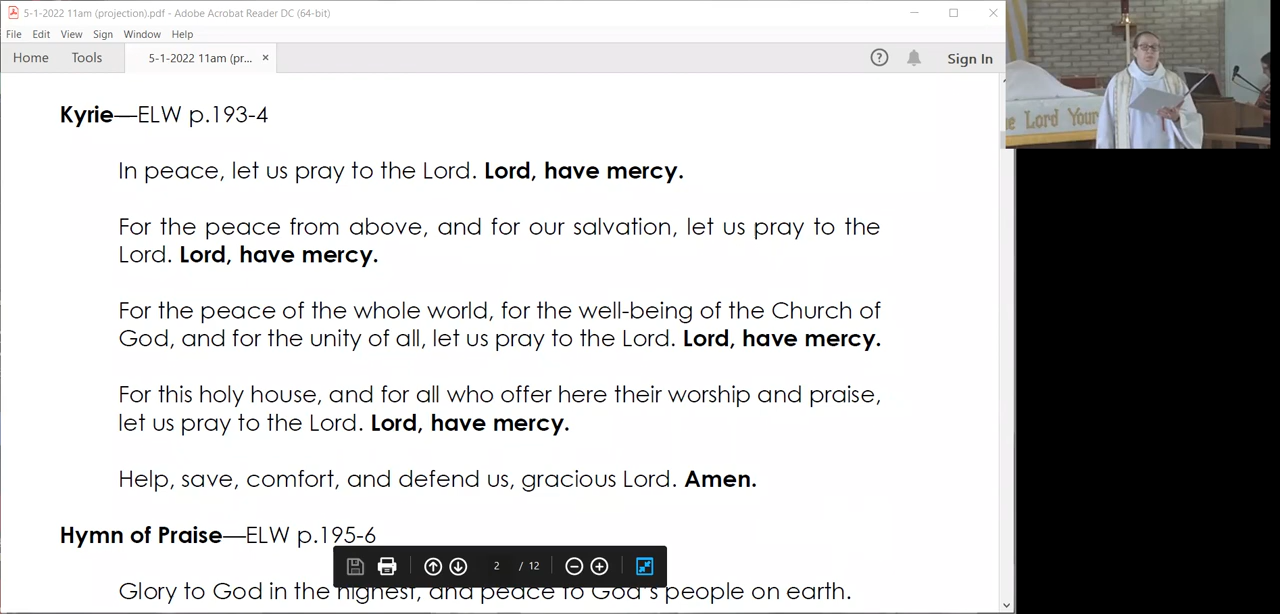 5-1-2022 11am (projection).pdf - Adobe Acrobat Reader DC (64-bit)
File Edit View Sign Window Help
Home Tools 5-1-2022 11am (pr... × Sign In
Kyrie—ELW p.193-4
In peace, let us pray to the Lord. Lord, have mercy.
For the peace from above, and for our salvation, let us pray to the
Lord. Lord, have mercy.
For the peace of the whole world, for the well-being of the Church of
God, and for the unity of all, let us pray to the Lord. Lord, have mercy.
For this holy house, and for all who offer here their worship and praise,
let us pray to the Lord. Lord, have mercy.
Help, save, comfort, and defend us, gracious Lord. Amen.
Hymn of Praise—ELW p.195-6
2 / 12
Glory to God in the highest, and peace to God's people on earth.
Lord Your